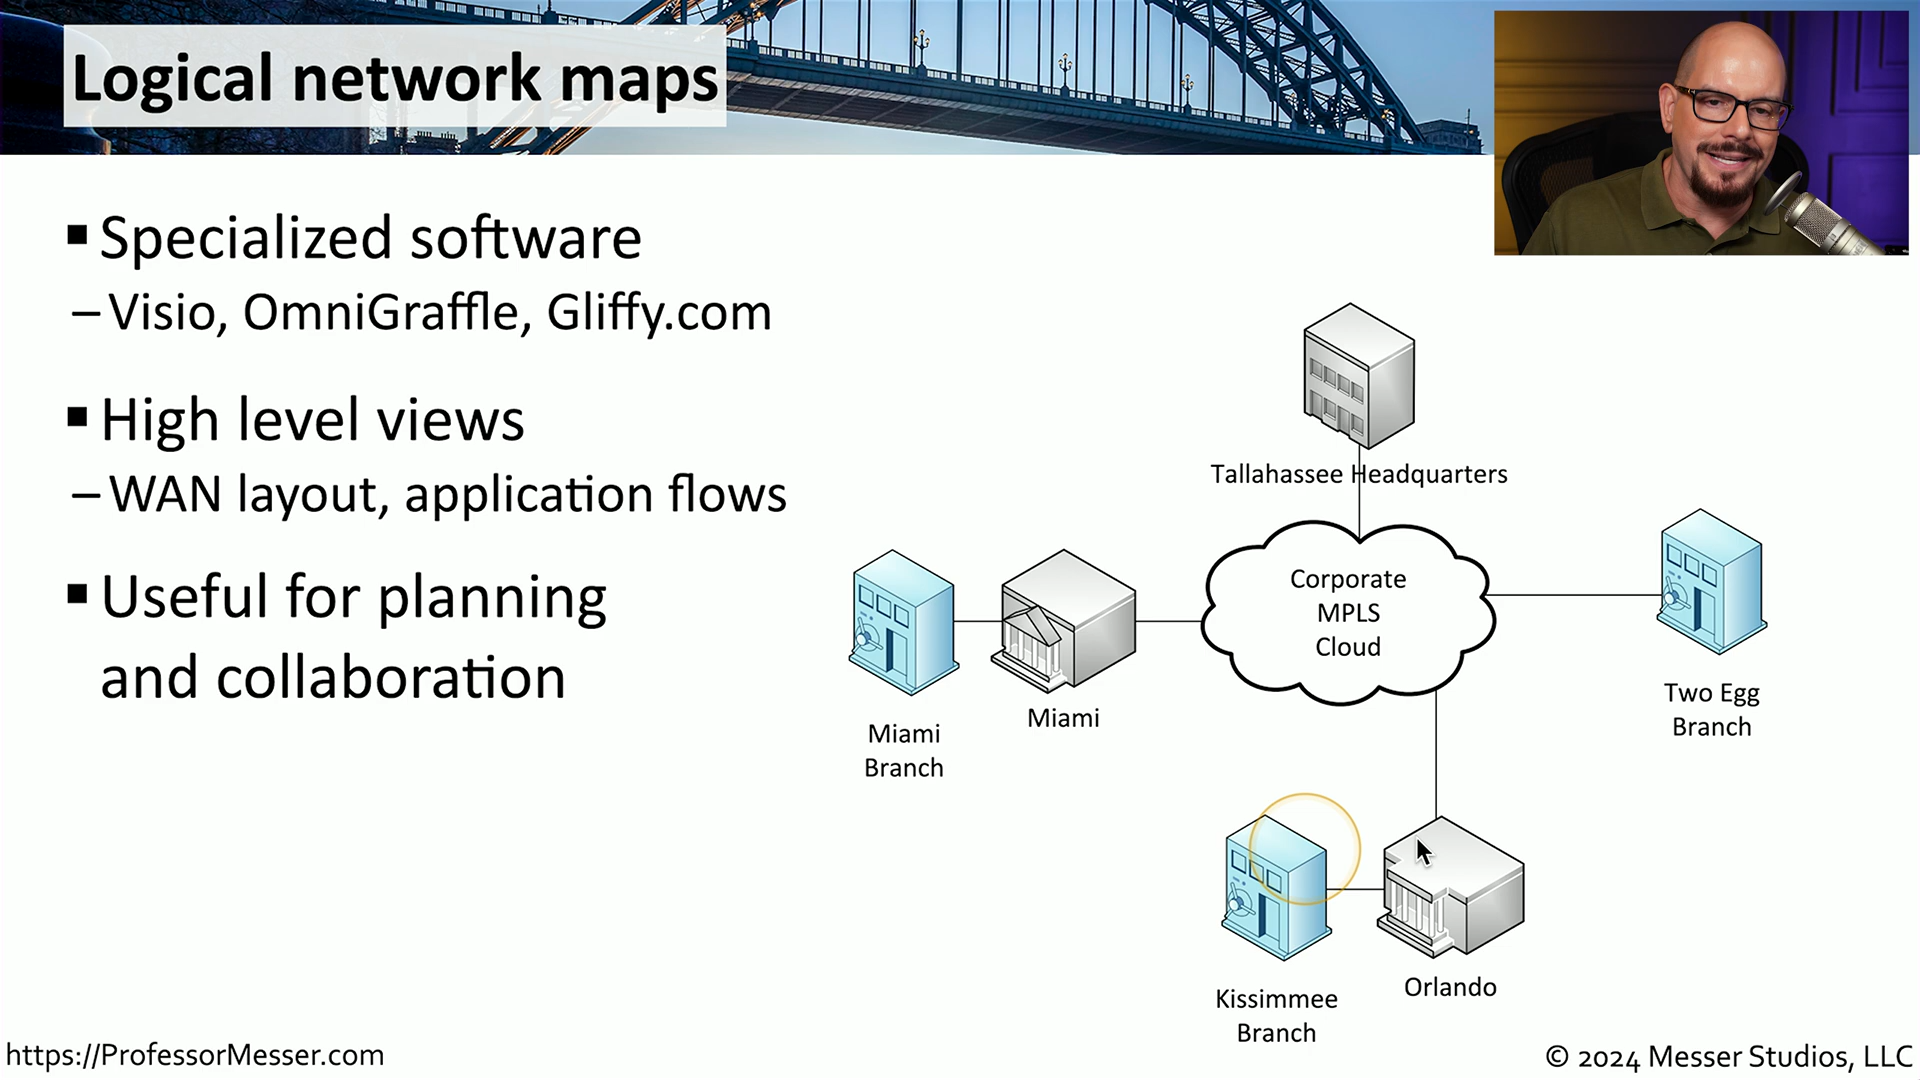 Logical network maps
▪ Specialized software
– Visio, OmniGraffle, Gliffy.com
▪ High level views
– WAN layout, application flows
▪ Useful for planning
and collaboration
Tallahassee Headquarters
Corporate
MPLS
Cloud
Miami
Miami
Branch
Two Egg
Branch
Orlando
Kissimmee
Branch
https://ProfessorMesser.com
© 2024 Messer Studios, LLC